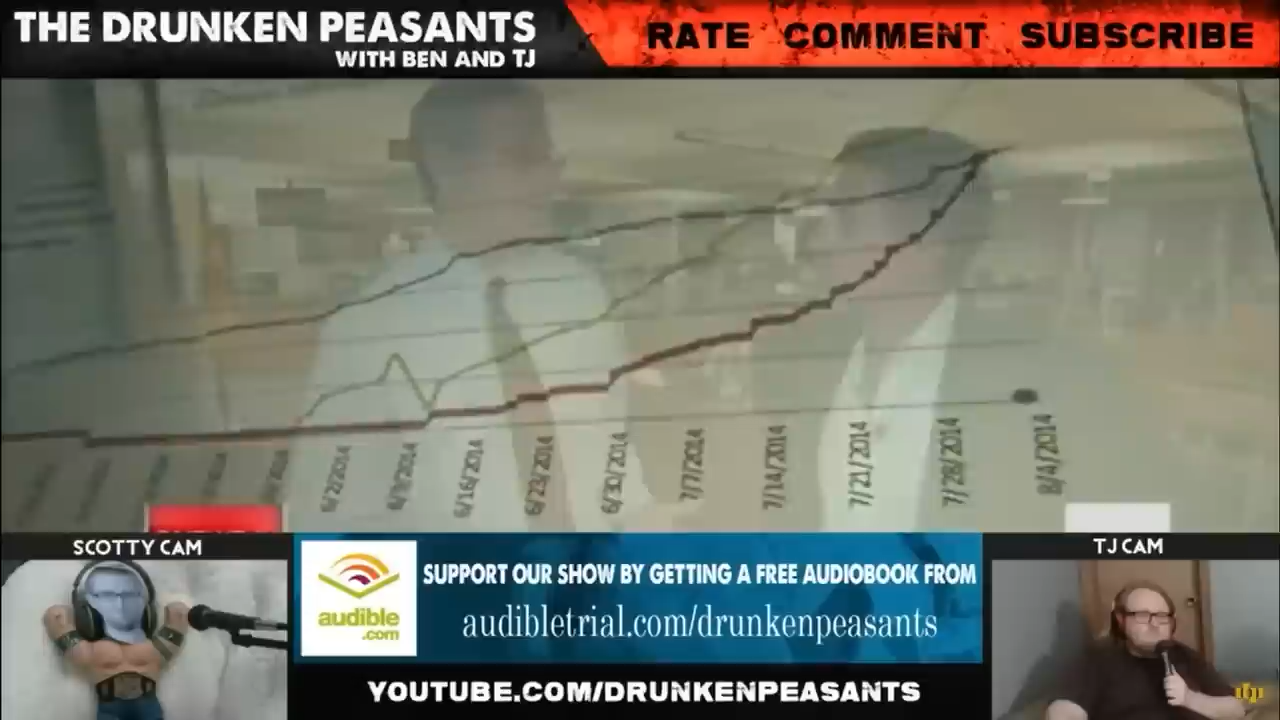 THE DRUNKEN PEASANTS
WITH BEN AND TJ
RATE COMMENT SUBSCRIBE
6/2/2014
6/9/2014
6/16/2014
6/23/2014
6/30/2014
7/7/2014
7/14/2014
7/21/2014
7/28/2014
8/4/2014
SCOTTY CAM
audible
.com
SUPPORT OUR SHOW BY GETTING A FREE AUDIOBOOK FROM
audibletrial.com/drunkenpeasants
TJ CAM
YOUTUBE.COM/DRUNKENPEASANTS
dp